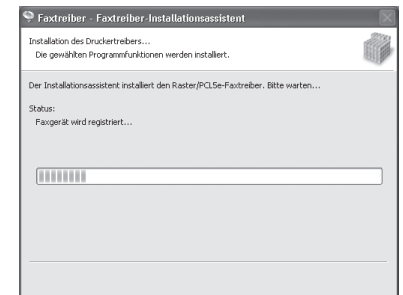 Faxtreiber - Faxtreiber-Installationsassistent
Installation des Druckertreibers...
Die gewählten Programmfunktionen werden installiert.
Der Installationsassistent installiert den Raster/PCL5e-Faxtreiber. Bitte warten...
Status:
Faxgerät wird registriert...